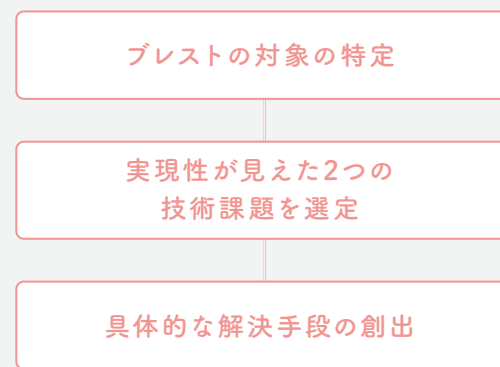 ブレストの対象の特定
実現性が見えた2つの
技術課題を選定
具体的な解決手段の創出